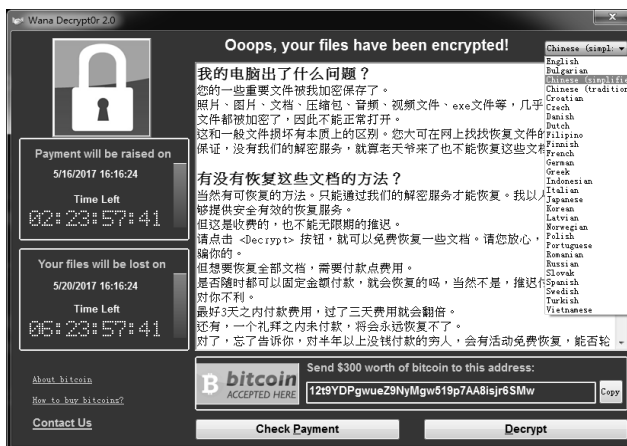 Wana Decrypt0r 2.0
Ooops, your files have been encrypted!
Chinese (simpl:
English
Bulgarian
Chinese (simplifie
Chinese (tradition
Croatian
Czech
Danish
Dutch
Filipino
Finnish
French
German
Greek
Indonesian
Italian
Japanese
Korean
Latvian
Norwegian
Polish
Portuguese
Romanian
Russian
Slovak
Spanish
Swedish
Turkish
Vietnamese
我的电脑出了什么问题？
您的一些重要文件被我加密保存了。
照片、图片、文档、压缩包、音频、视频文件、exe文件等，几乎
文件都被加密了，因此不能正常打开。
这和一般文件损坏有本质上的区别。您大可在网上找找恢复文件的
保证，没有我们的解密服务，就算老天爷来了也不能恢复这些文
有没有恢复这些文档的方法？
当然有可恢复的方法。只能通过我们的解密服务才能恢复。我以人
够提供安全有效的恢复服务。
但这是收费的，也不能无限期的推迟。
请点击 <Decrypt> 按钮，就可以免费恢复一些文档。请您放心，
骗你的。
但想要恢复全部文档，需要付款点费用。
是否随时都可以固定金额付款，就会恢复的吗，当然不是，推迟付
对你不利。
最好3天之内付款费用，过了三天费用就会翻倍。
还有，一个礼拜之内未付款，将会永远恢复不了。
对了，忘了告诉你，对半年以上没钱付款的穷人，会有活动免费恢复，能否轮
Payment will be raised on
5/16/2017 16:16:24
Time Left
02:23:57:41
Your files will be lost on
5/20/2017 16:16:24
Time Left
06:23:57:41
About bitcoin
How to buy bitcoins?
Contact Us
bitcoin
ACCEPTED HERE
Send $300 worth of bitcoin to this address:
12t9YDPgwueZ9NyMgw519p7AA8isjr6SMw
Copy
Check Payment
Decrypt